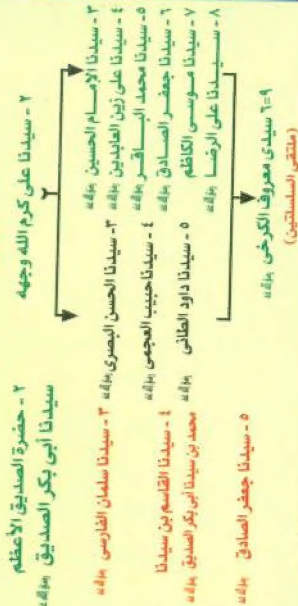 ٢ - حضرة الصديق الأعظم
سيدنا أبى بكر الصديق
٣ - سيدنا سلمان الفارسى
٤ - سيدنا القاسم بن سيدنا
محمد بن سيدنا أبى بكر الصديق
٥ - سيدنا جعفر الصادق
٢ - سيدنا على كرم الله وجهه
٢
٣ - سيدنا الحسن البصرى
٤ - سيدنا حبيب العجمى
٥ - سيدنا داود الطائى
٣ - سيدنا الإمام الحسين
٤ - سيدنا على زين العابدين
٥ - سيدنا محمد الباقر
٦ - سيدنا جعفر الصادق
٧ - سيدنا موسى الكاظم
٨ - سيدنا على الرضا
٩=٦ سيدى معروف الكرخى
(ملتقى السلسلتين)